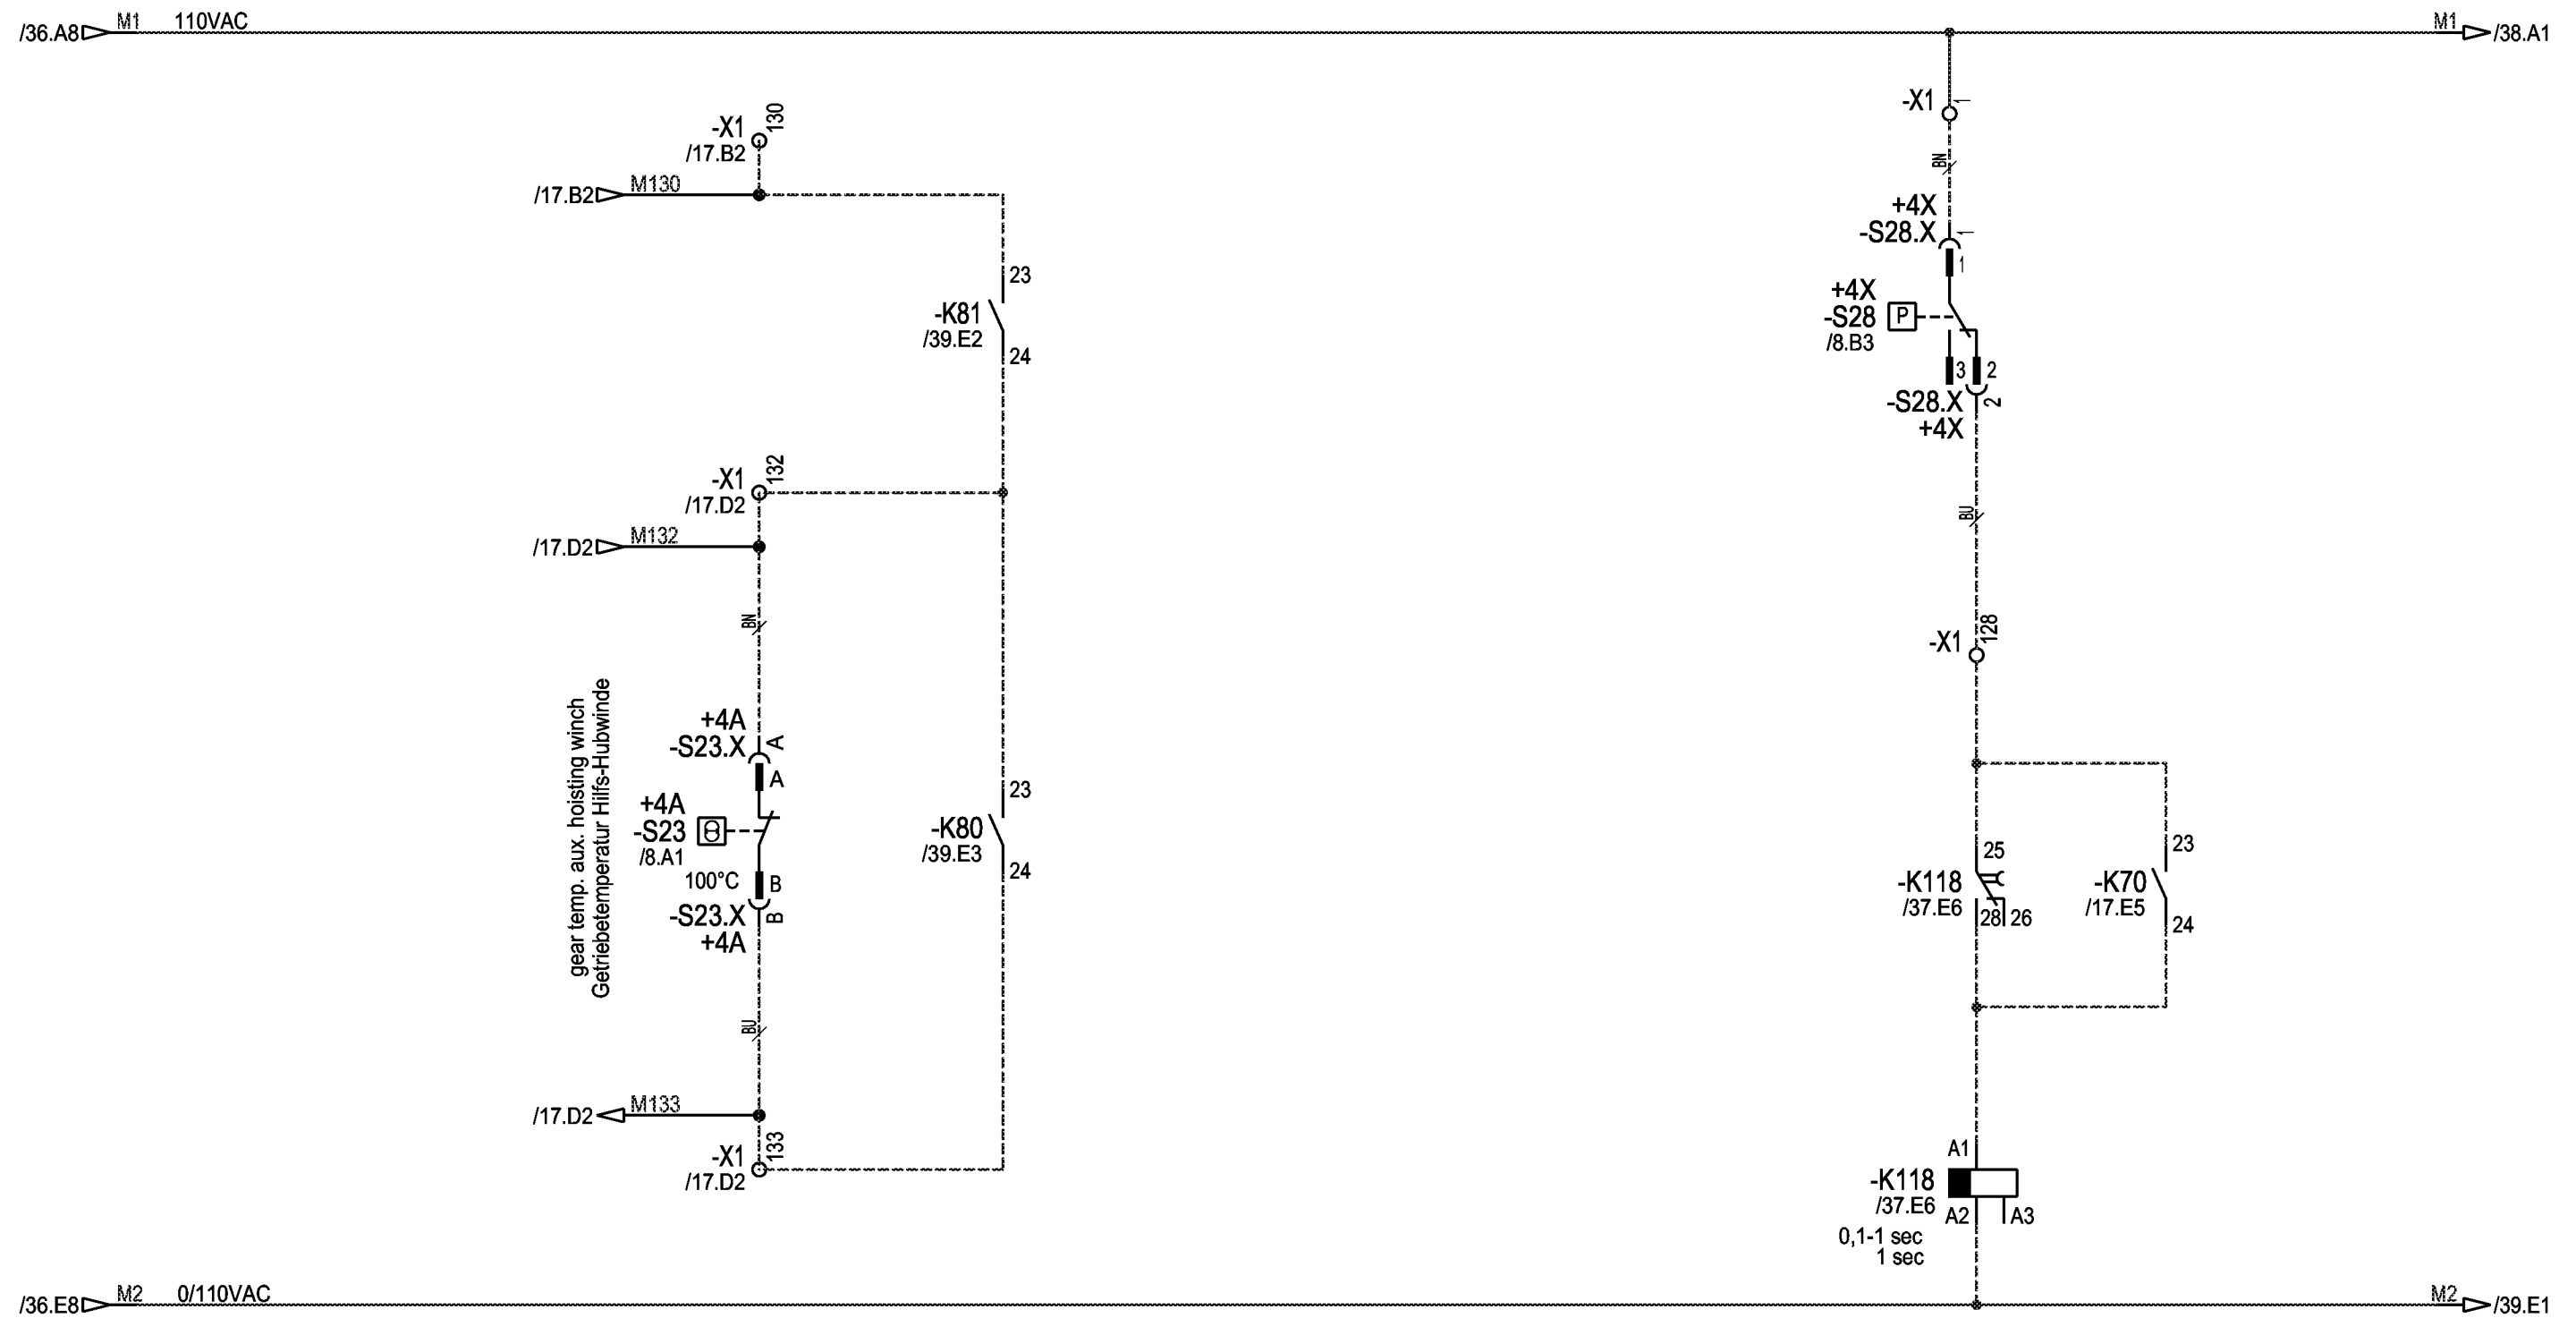 /36.A8 M1 110VAC M1 /38.A1
-X1 130
/17.B2
/17.B2 M130
23
-K81
/39.E2
24
-X1 132
/17.D2
/17.D2 M132
BN
gear temp. aux. hoisting winch
Getriebetemperatur Hilfs-Hubwinde
+4A
-S23.X A
A
+4A
-S23
/8.A1
100°C B
-S23.X B
+4A
23
-K80
/39.E3
24
BU
/17.D2 M133
-X1 133
/17.D2
-X1
BN
+4X
-S28.X
1
+4X
-S28 P
/8.B3
3 2
-S28.X 2
+4X
BU
-X1 128
25
-K118
/37.E6
28 26
23
-K70
/17.E5
24
A1
-K118
/37.E6
A2 A3
0,1-1 sec
1 sec
/36.E8 M2 0/110VAC M2 /39.E1